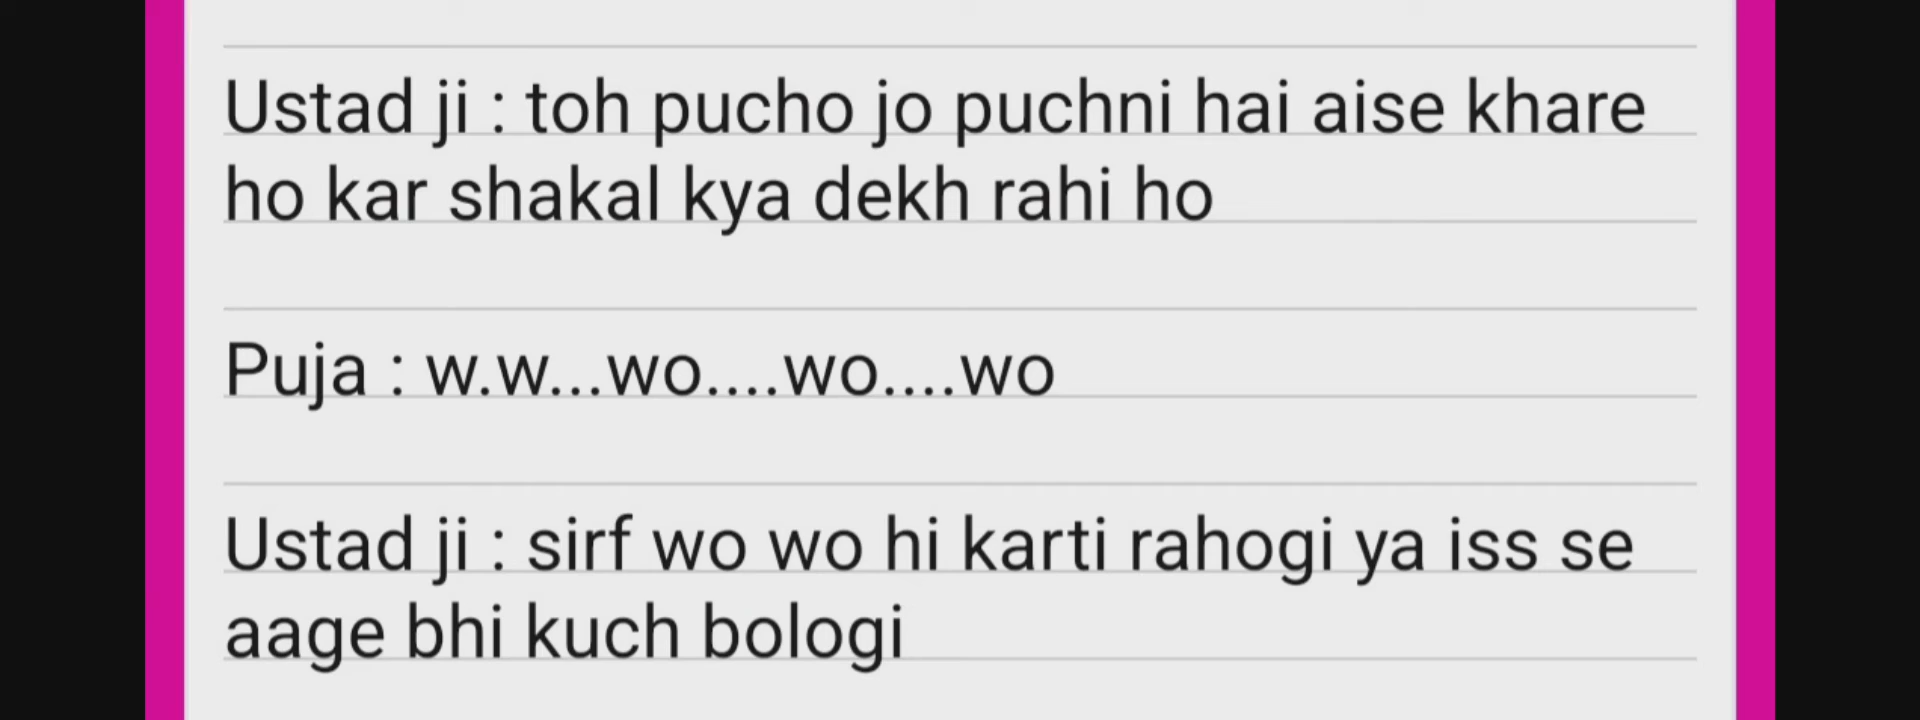 Ustad ji : toh pucho jo puchni hai aise khare
ho kar shakal kya dekh rahi ho
Puja : w.w...wo....wo....wo
Ustad ji : sirf wo wo hi karti rahogi ya iss se
aage bhi kuch bologi